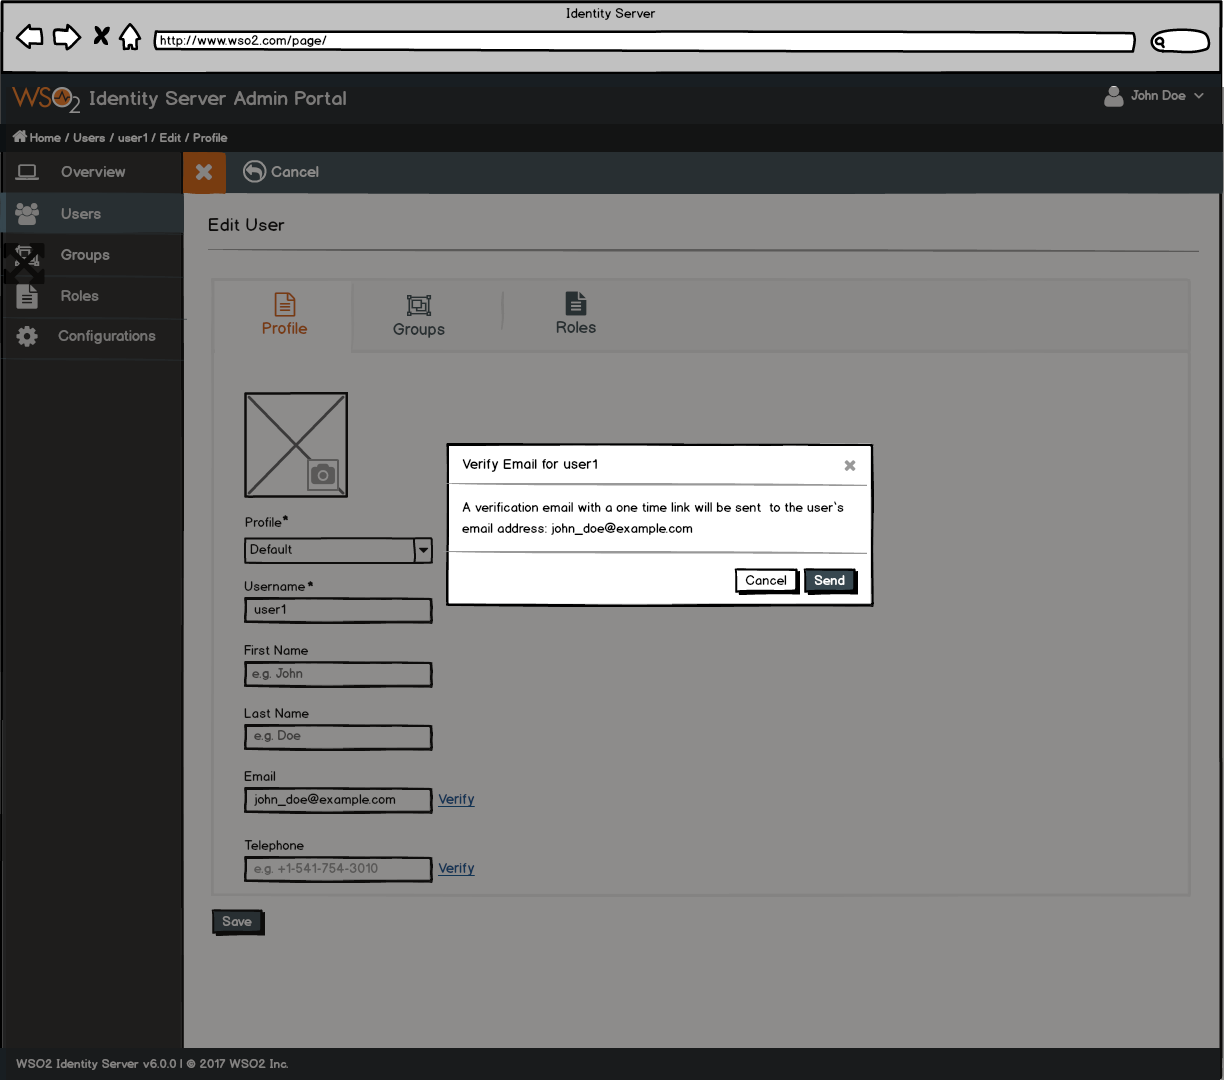 Identity Server
http://www.wso2.com/page/
WSO2 Identity Server Admin Portal
John Doe
Home / Users / user1 / Edit / Profile
Overview
Cancel
Users
Edit User
Groups
Roles
Configurations
Profile
Groups
Roles
Verify Email for user1
A verification email with a one time link will be sent to the user`s
email address: john_doe@example.com
Cancel
Send
Profile*
Default
Username*
user1
First Name
e.g. John
Last Name
e.g. Doe
Email
john_doe@example.com
Verify
Telephone
e.g. +1-541-754-3010
Verify
Save
WSO2 Identity Server v6.0.0 | © 2017 WSO2 Inc.